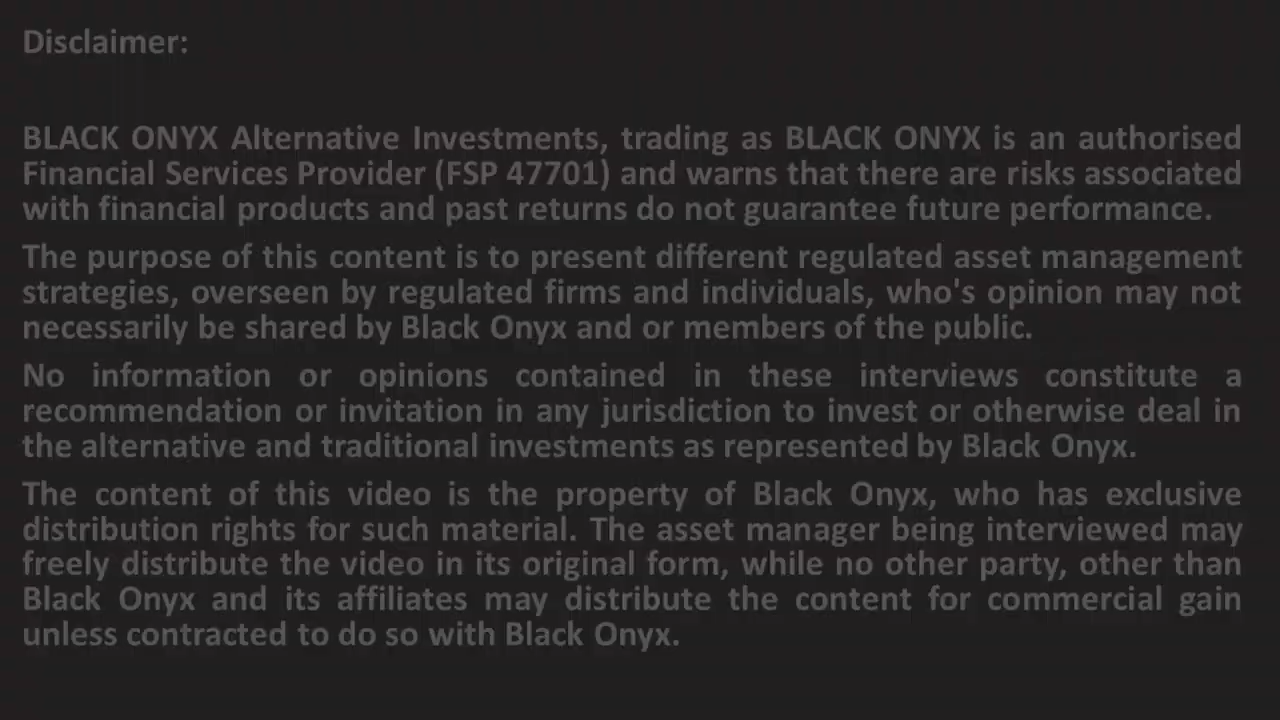 Disclaimer:
BLACK ONYX Alternative Investments, trading as BLACK ONYX is an authorised
Financial Services Provider (FSP 47701) and warns that there are risks associated
with financial products and past returns do not guarantee future performance.
The purpose of this content is to present different regulated asset management
strategies, overseen by regulated firms and individuals, who's opinion may not
necessarily be shared by Black Onyx and or members of the public.
No information or opinions contained in these interviews constitute a
recommendation or invitation in any jurisdiction to invest or otherwise deal in
the alternative and traditional investments as represented by Black Onyx.
The content of this video is the property of Black Onyx, who has exclusive
distribution rights for such material. The asset manager being interviewed may
freely distribute the video in its original form, while no other party, other than
Black Onyx and its affiliates may distribute the content for commercial gain
unless contracted to do so with Black Onyx.